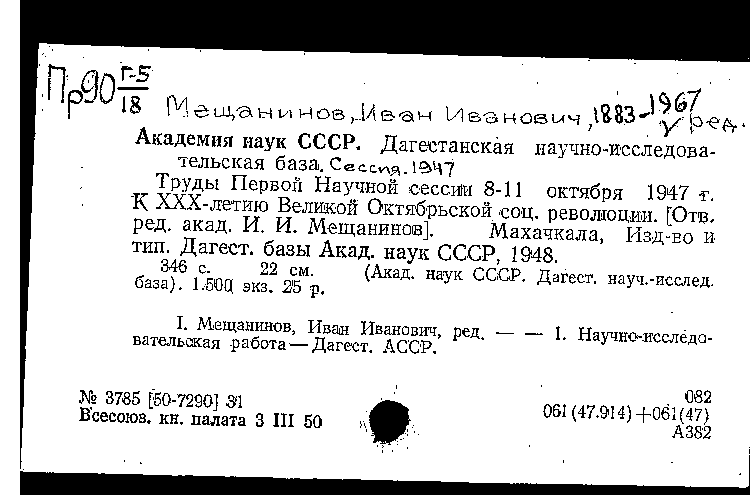 Пр90 Г-5/18
Мещанинов, Иван Иванович, 1883-1967 ред.
Академия наук СССР. Дагестанская научно-исследова-
тельская база. Сессия. 1947
Труды Первой Научной сессии 8-11 октября 1947 г.
К XXX-летию Великой Октябрьской соц. революции. [Отв.
ред. акад. И. И. Мещанинов]. Махачкала, Изд-во и
тип. Дагест. базы Акад. наук СССР, 1948.
346 с. 22 см. (Акад. наук СССР. Дагест. науч.-исслед.
база). 1.500 экз. 25 р.
I. Мещанинов, Иван Иванович, ред. — — 1. Научно-исследо-
вательская работа — Дагест. АССР.
№ 3785 [50-7290] 31
Всесоюз. кн. палата 3 III 50
082
061 (47.914) + 061 (47)
А382